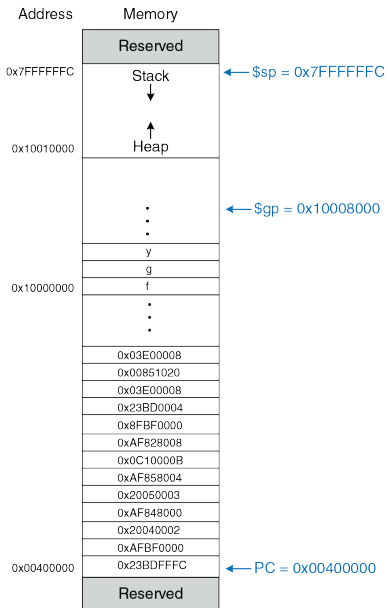 Address Memory
Reserved
0x7FFFFFFC Stack $sp = 0x7FFFFFFC
0x10010000 Heap
$gp = 0x10008000
y
g
0x10000000 f
0x03E00008
0x00851020
0x03E00008
0x23BD0004
0x8FBF0000
0xAF828008
0x0C10000B
0xAF858004
0x20050003
0xAF848000
0x20040002
0xAFBF0000
0x00400000 0x23BDFFFC PC = 0x00400000
Reserved